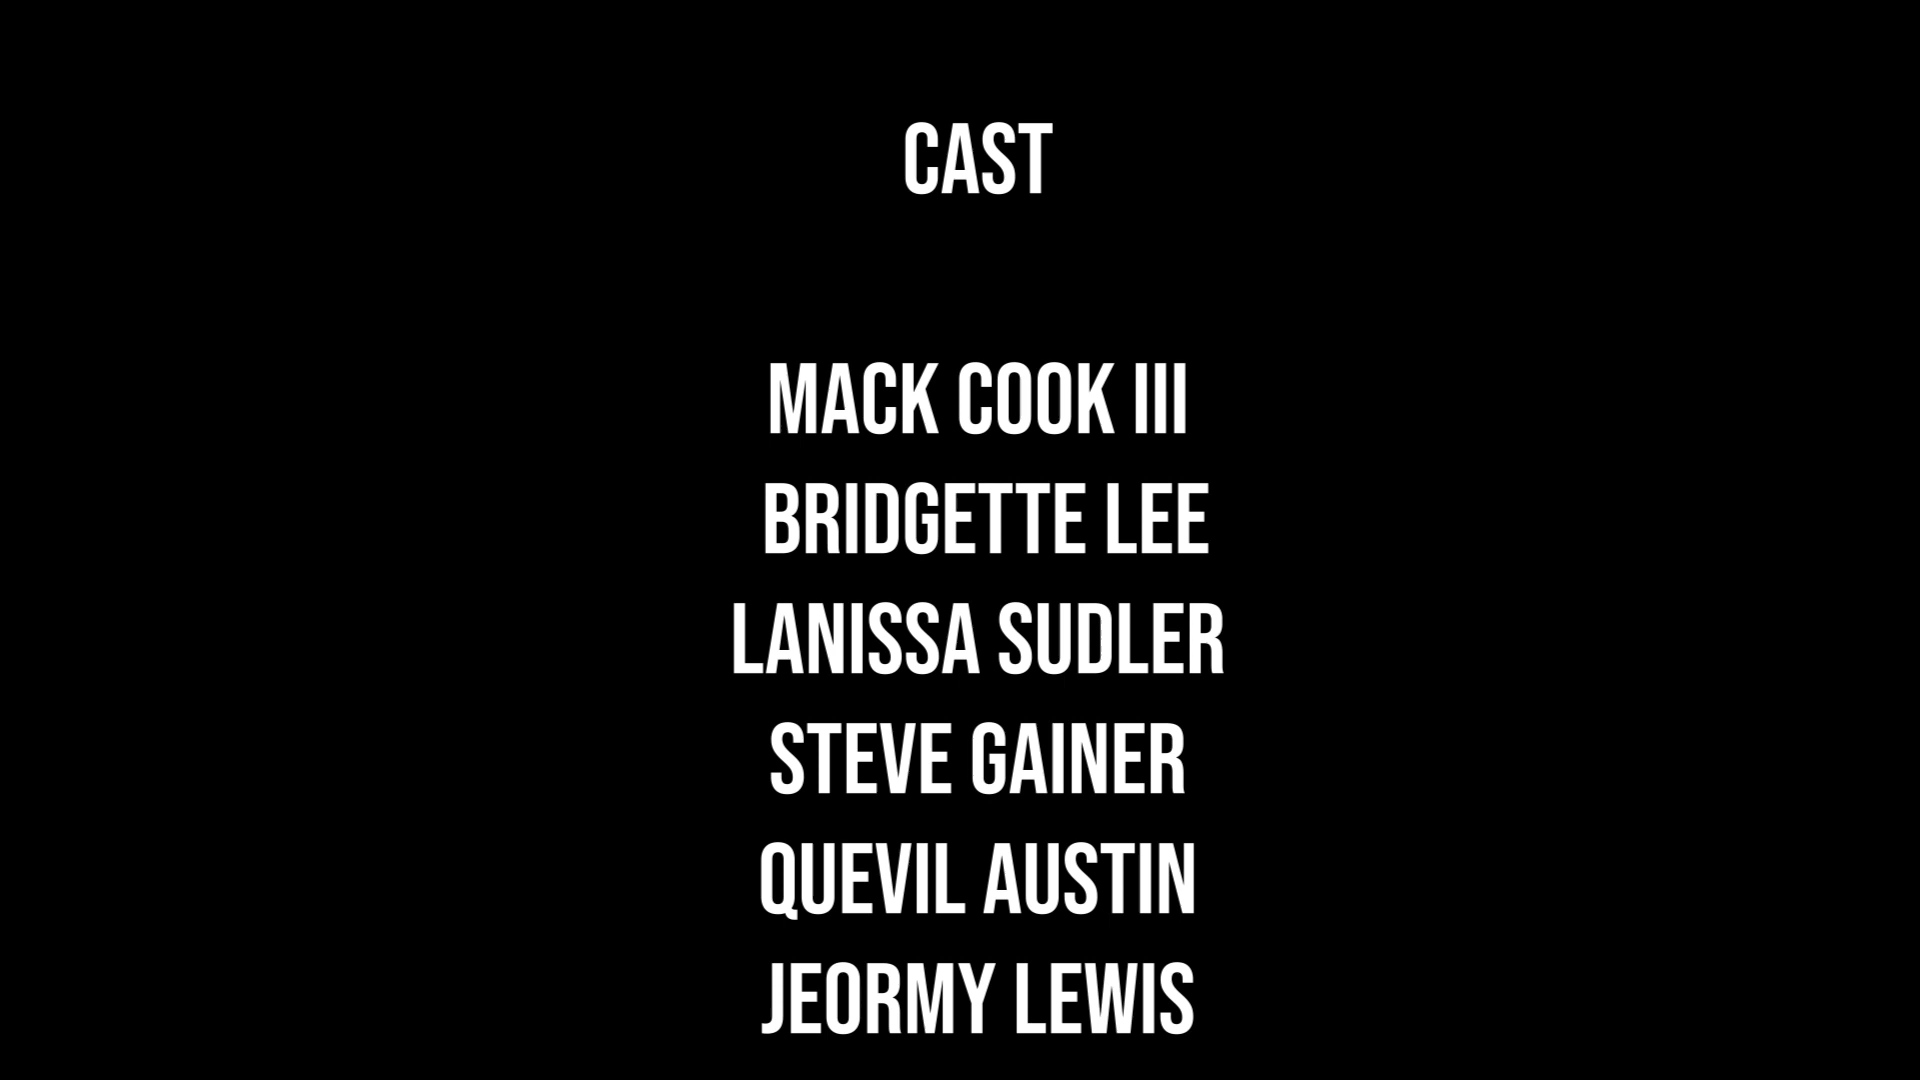 CAST
MACK COOK III
BRIDGETTE LEE
LANISSA SUDLER
STEVE GAINER
QUEVIL AUSTIN
JEORMY LEWIS